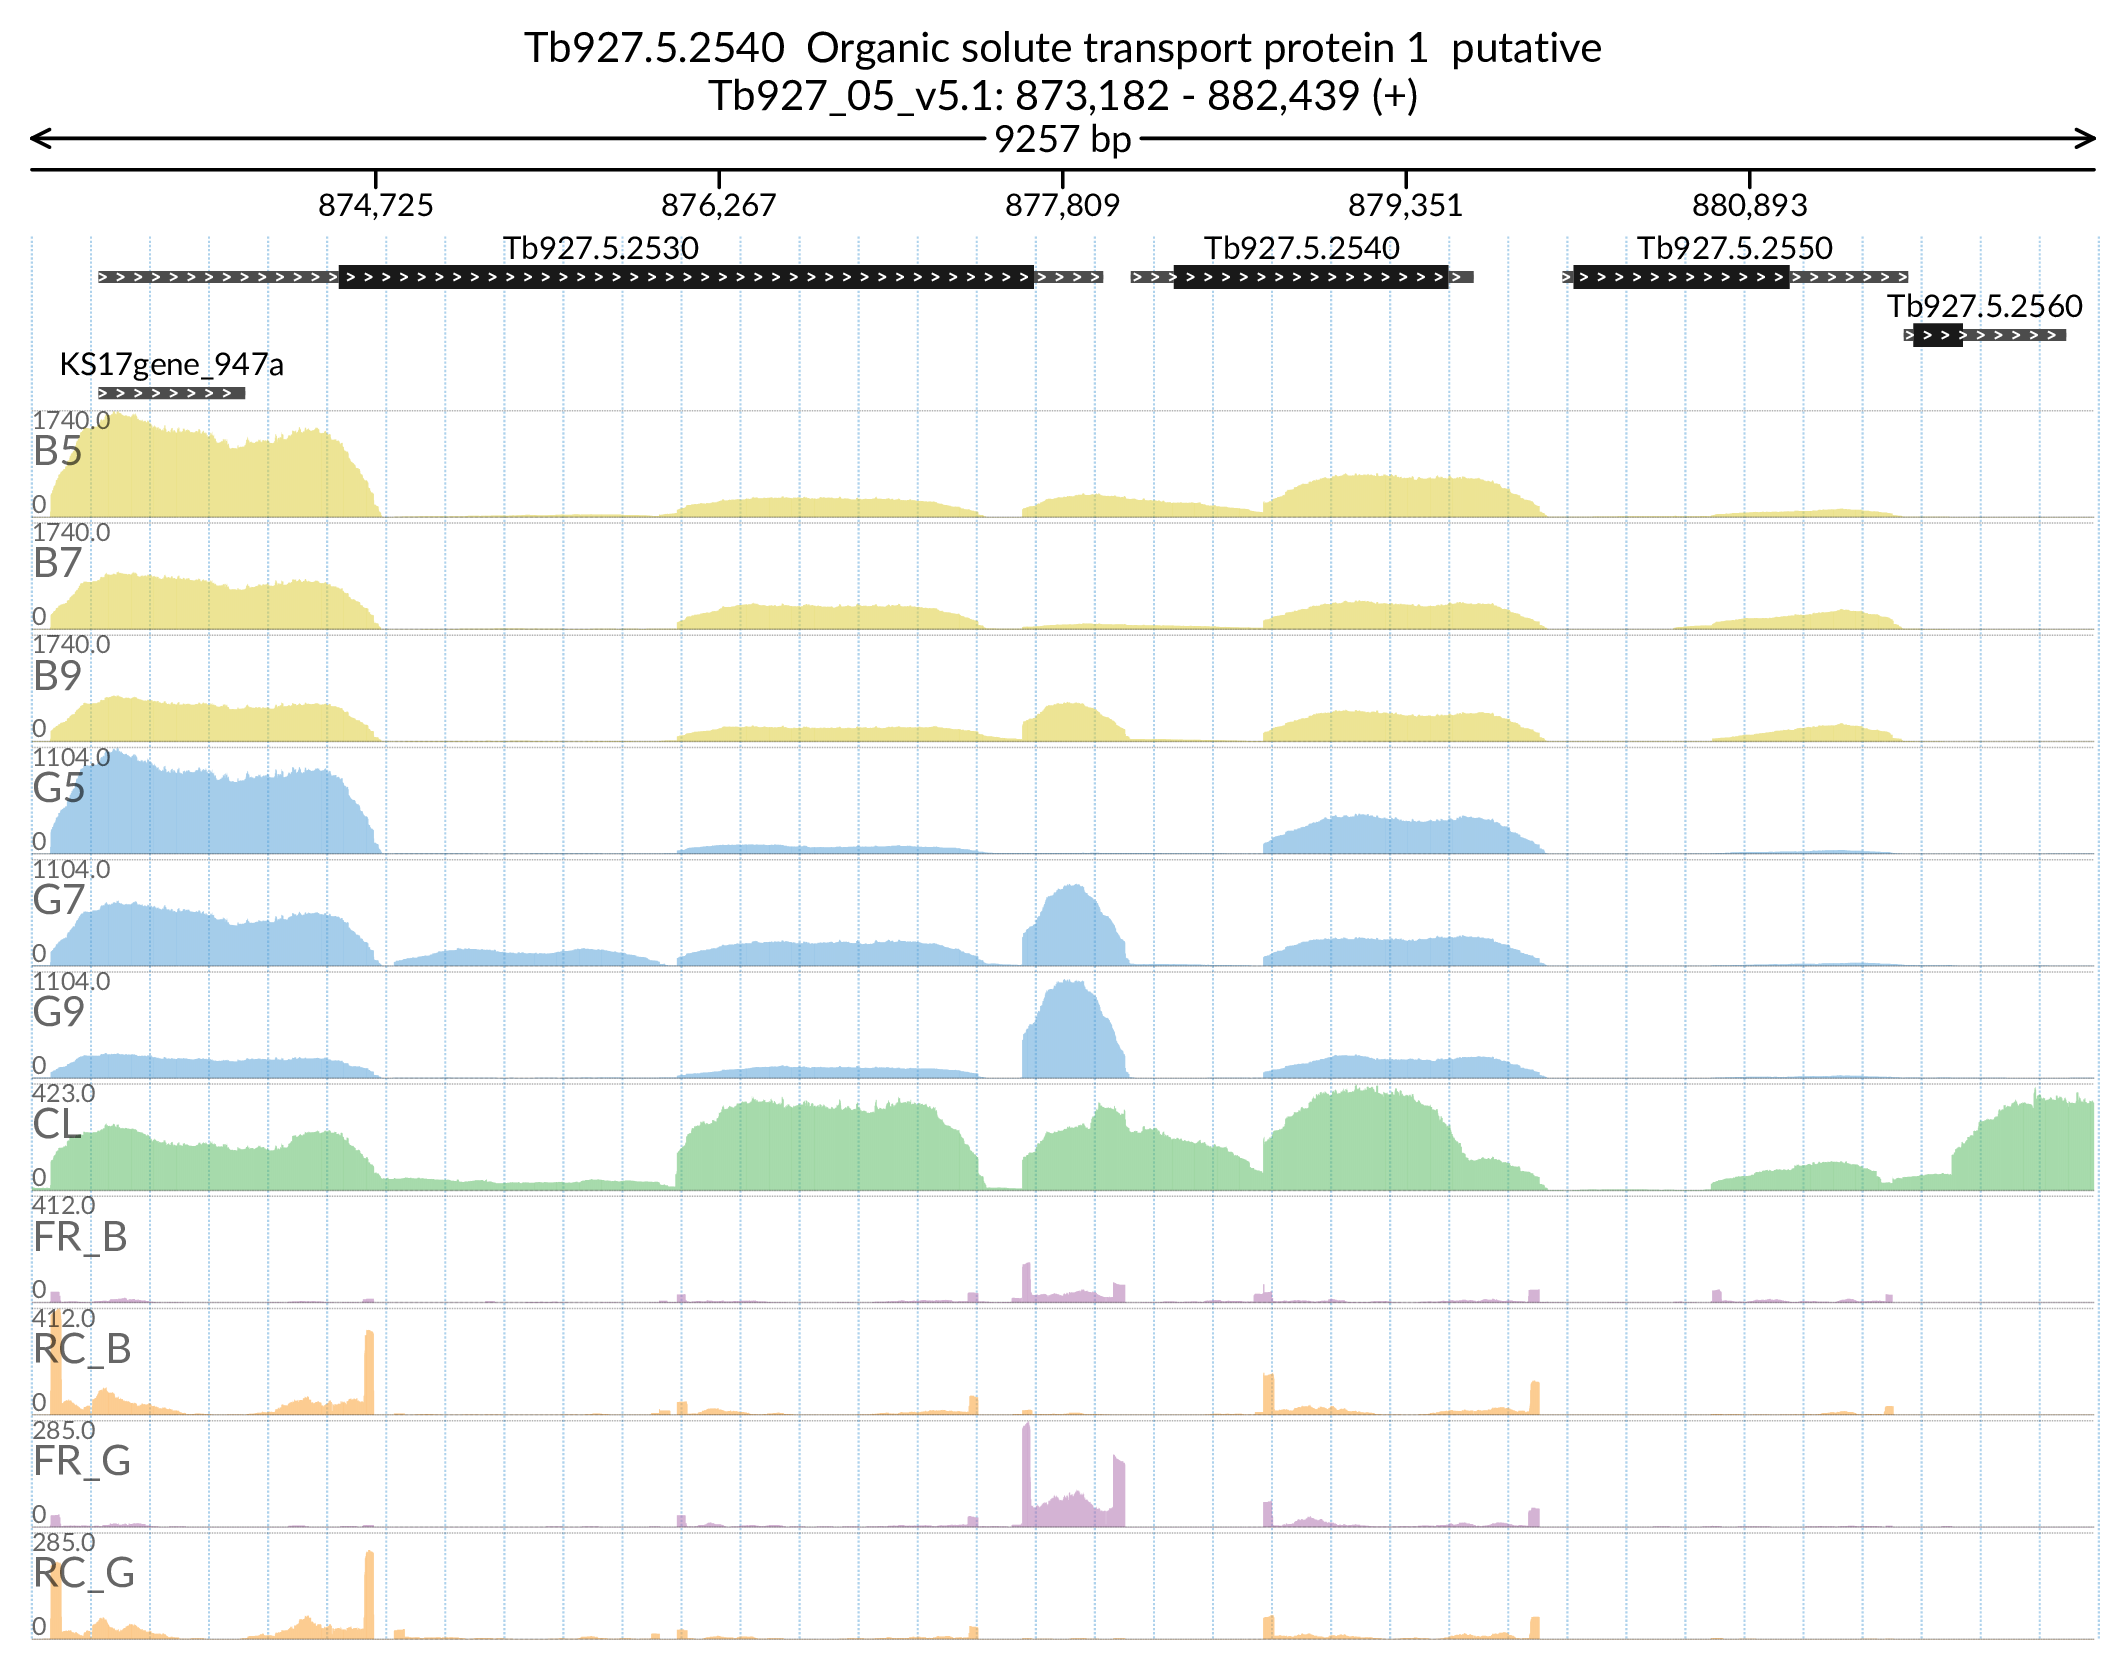 Tb927.5.2540  Organic solute transport protein 1  putative
Tb927_05_v5.1: 873,182 - 882,439 (+)
9257 bp
874,725 876,267 877,809 879,351 880,893
Tb927.5.2530 Tb927.5.2540 Tb927.5.2550
Tb927.5.2560
KS17gene_947a
1740.0
B5
0
1740.0
B7
0
1740.0
B9
0
1104.0
G5
0
1104.0
G7
0
1104.0
G9
0
423.0
CL
0
412.0
FR_B
0
412.0
RC_B
0
285.0
FR_G
0
285.0
RC_G
0